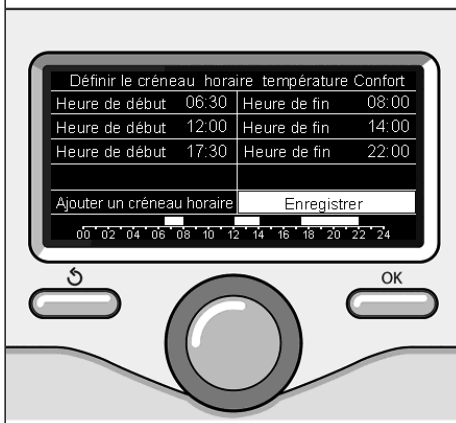 Définir le créneau horaire température Confort
Heure de début 06:30 Heure de fin 08:00
Heure de début 12:00 Heure de fin 14:00
Heure de début 17:30 Heure de fin 22:00
Ajouter un créneau horaire Enregistrer
00 02 04 06 08 10 12 14 16 18 20 22 24
OK